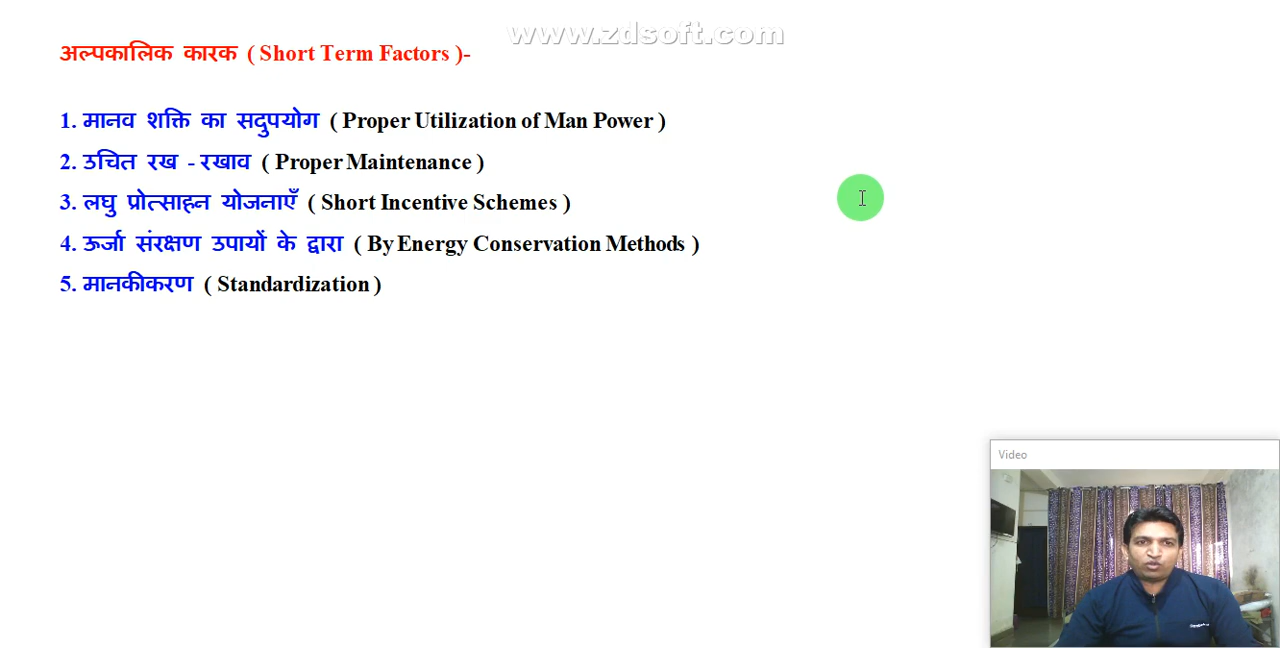 www.zdsoft.com
अल्पकालिक कारक ( Short Term Factors )-
1. मानव शक्ति का सदुपयोग ( Proper Utilization of Man Power )
2. उचित रख - रखाव ( Proper Maintenance )
3. लघु प्रोत्साह्न योजनाएँ ( Short Incentive Schemes )
4. ऊर्जा संरक्षण उपायों के द्वारा ( By Energy Conservation Methods )
5. मानकीकरण ( Standardization )
Video